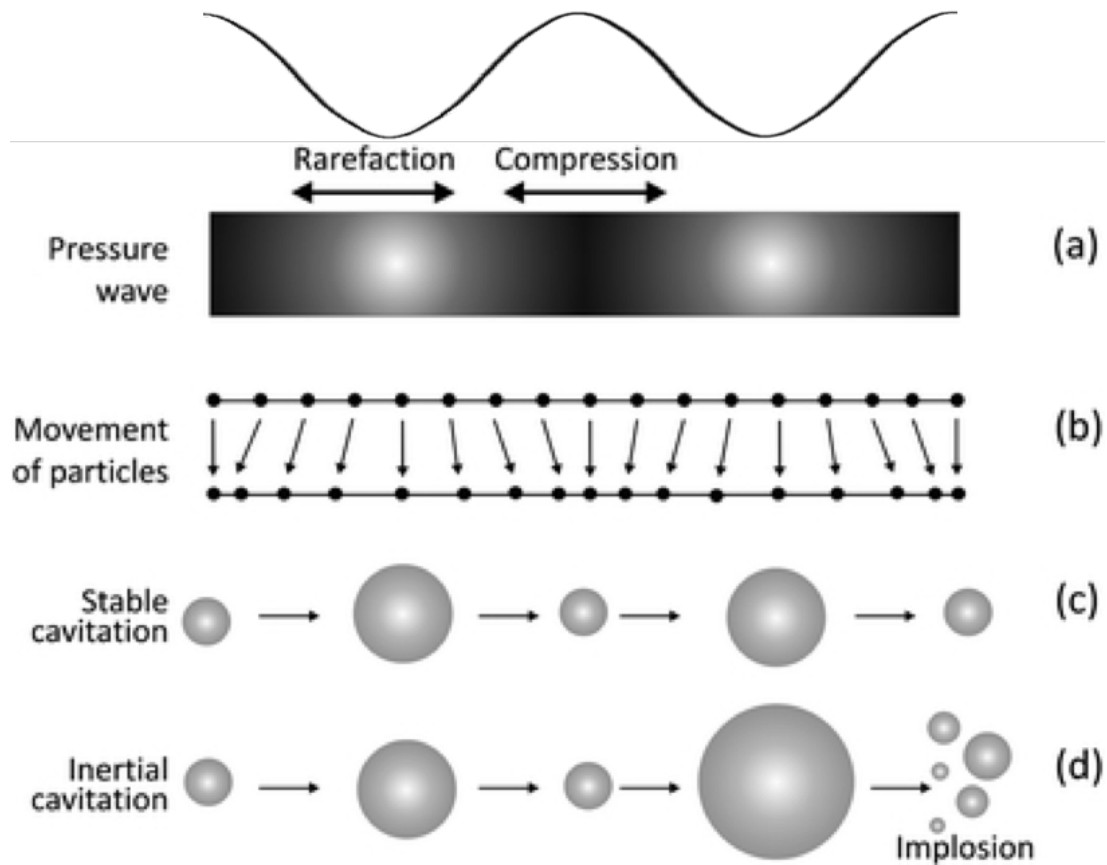 Rarefaction Compression
Pressure
wave
(a)
Movement
of particles
(b)
Stable
cavitation
(c)
Inertial
cavitation
(d)
Implosion